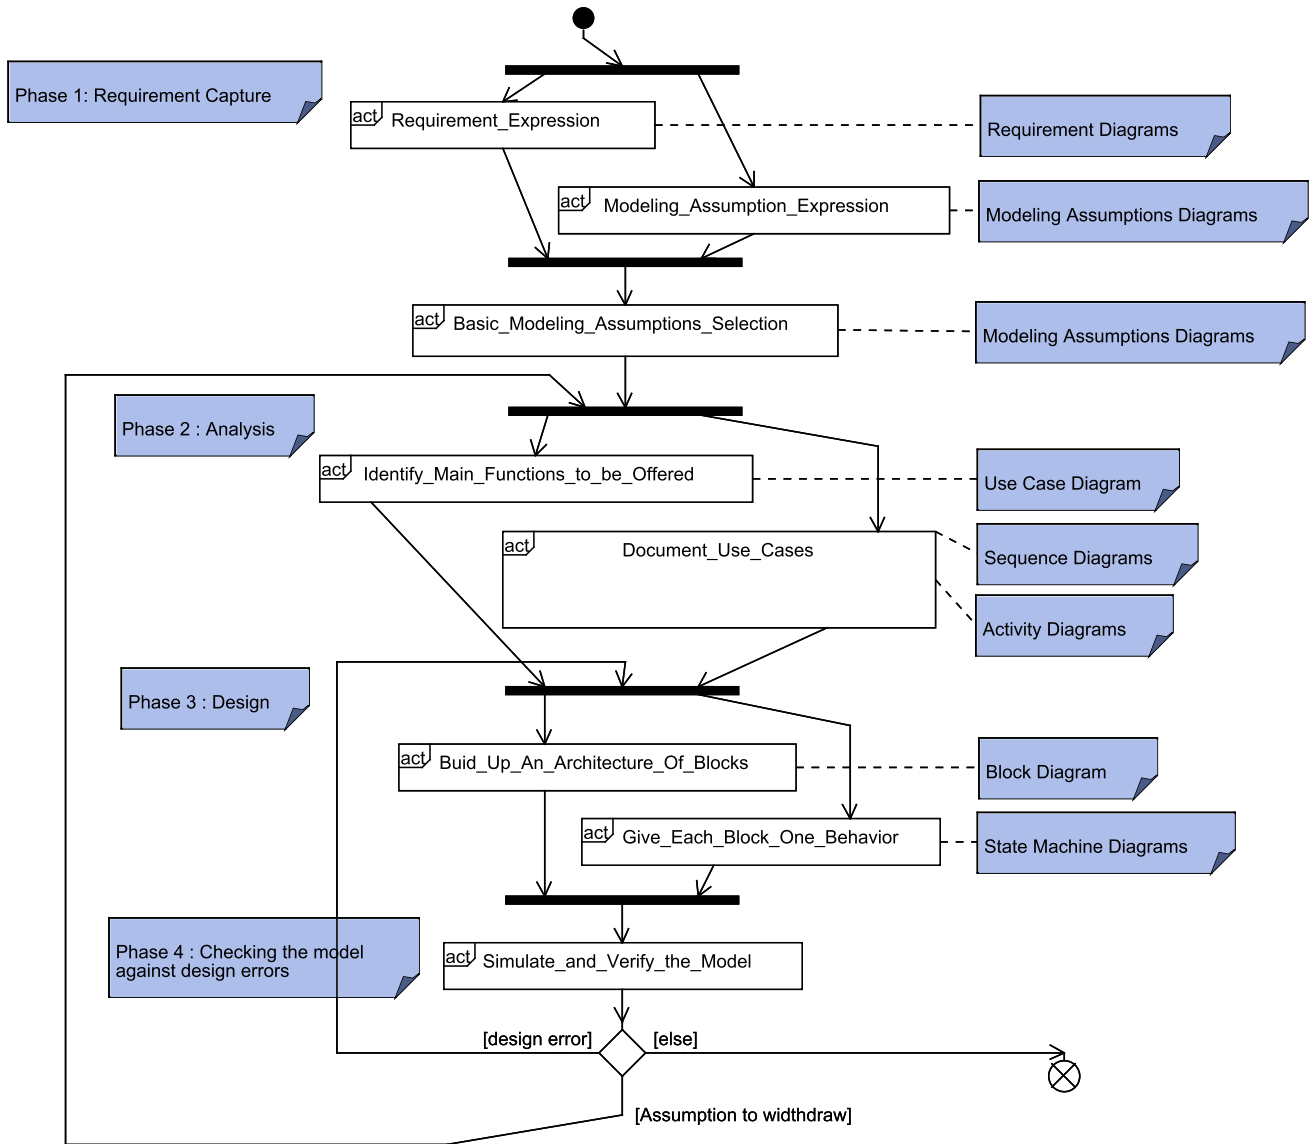 Phase 1: Requirement Capture
act
Requirement_Expression
Requirement Diagrams
act
Modeling_Assumption_Expression
Modeling Assumptions Diagrams
act
Basic_Modeling_Assumptions_Selection
Modeling Assumptions Diagrams
Phase 2 : Analysis
act
Identify_Main_Functions_to_be_Offered
Use Case Diagram
act
Document_Use_Cases
Sequence Diagrams
Activity Diagrams
Phase 3 : Design
act
Buid_Up_An_Architecture_Of_Blocks
Block Diagram
act
Give_Each_Block_One_Behavior
State Machine Diagrams
Phase 4 : Checking the model
against design errors
act
Simulate_and_Verify_the_Model
[design error]
[else]
[Assumption to widthdraw]